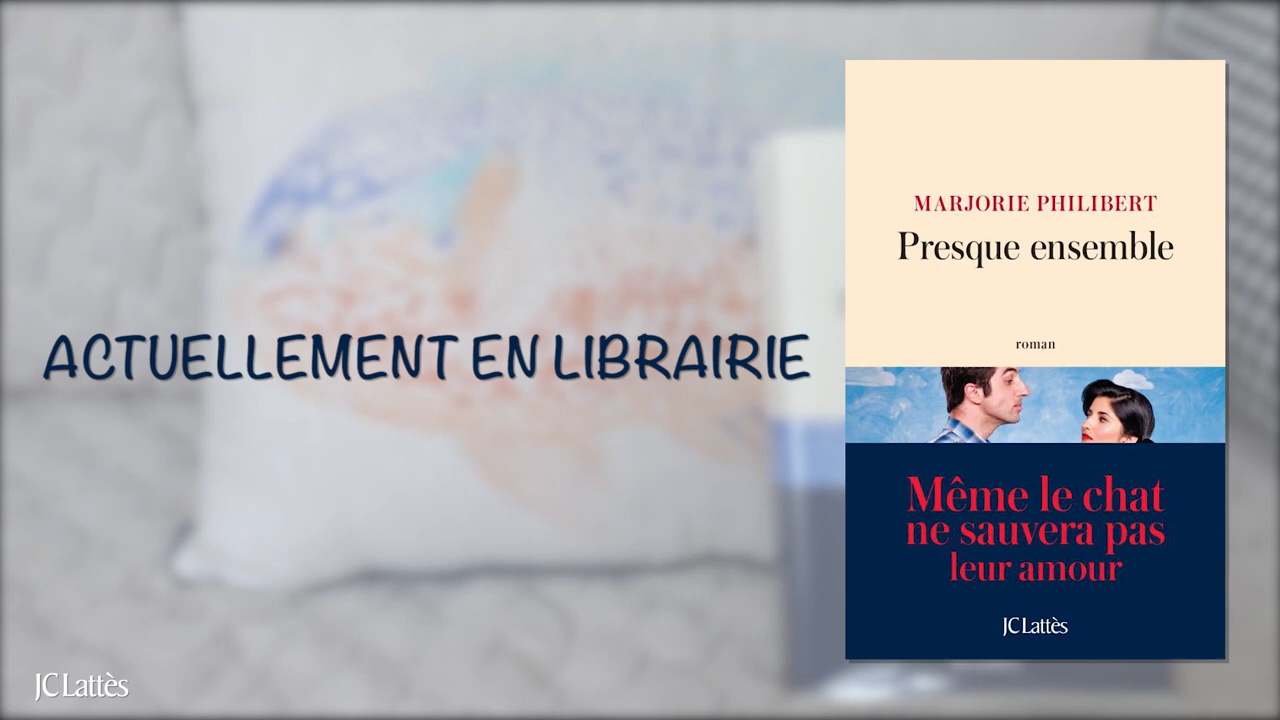 ACTUELLEMENT EN LIBRAIRIE
MARJORIE PHILIBERT
Presque ensemble
roman
Même le chat
ne sauvera pas
leur amour
JC Lattès
JC Lattès